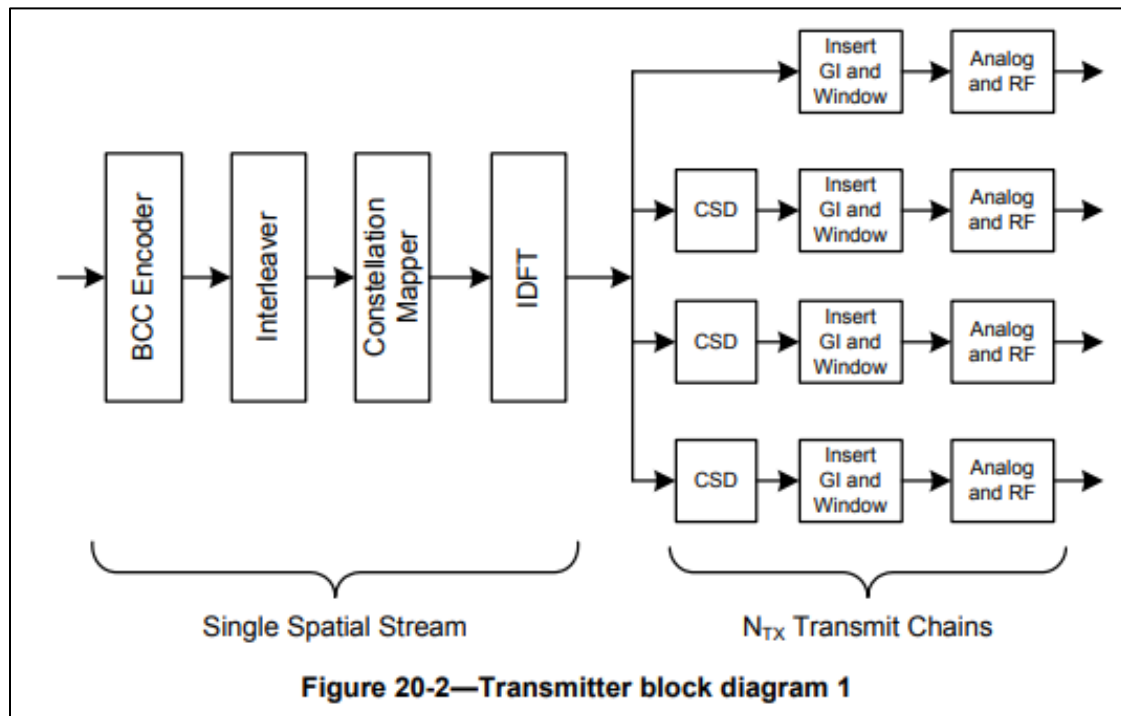 Insert
GI and
Window
Analog
and RF
BCC Encoder
Interleaver
Constellation
Mapper
IDFT
CSD
Insert
GI and
Window
Analog
and RF
CSD
Insert
GI and
Window
Analog
and RF
CSD
Insert
GI and
Window
Analog
and RF
Single Spatial Stream
N_TX Transmit Chains
Figure 20-2—Transmitter block diagram 1